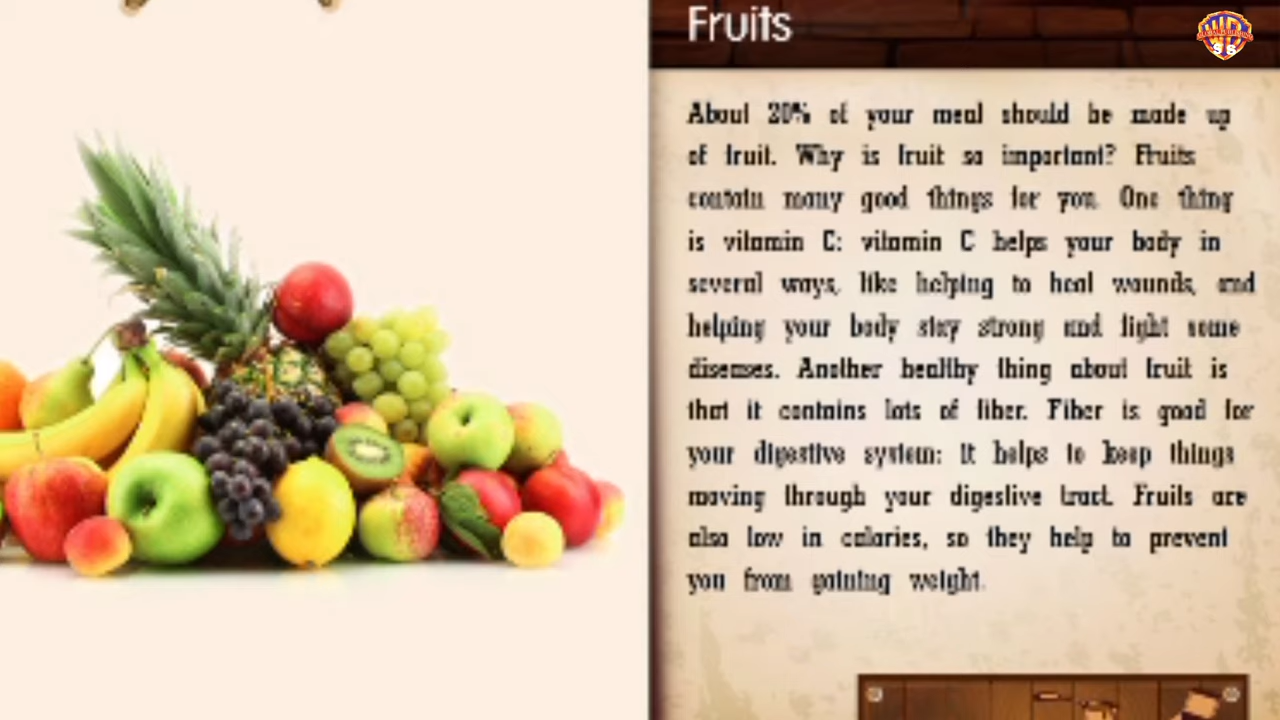 Fruits
About 20% of your meal should be made up
of fruit. Why is fruit so important? Fruits
contain many good things for you. One thing
is vitamin C: vitamin C helps your body in
several ways, like helping to heal wounds, and
helping your body stay strong and fight some
diseases. Another healthy thing about fruit is
that it contains lots of fiber. Fiber is good for
your digestive system: it helps to keep things
moving through your digestive tract. Fruits are
also low in calories, so they help to prevent
you from gaining weight.